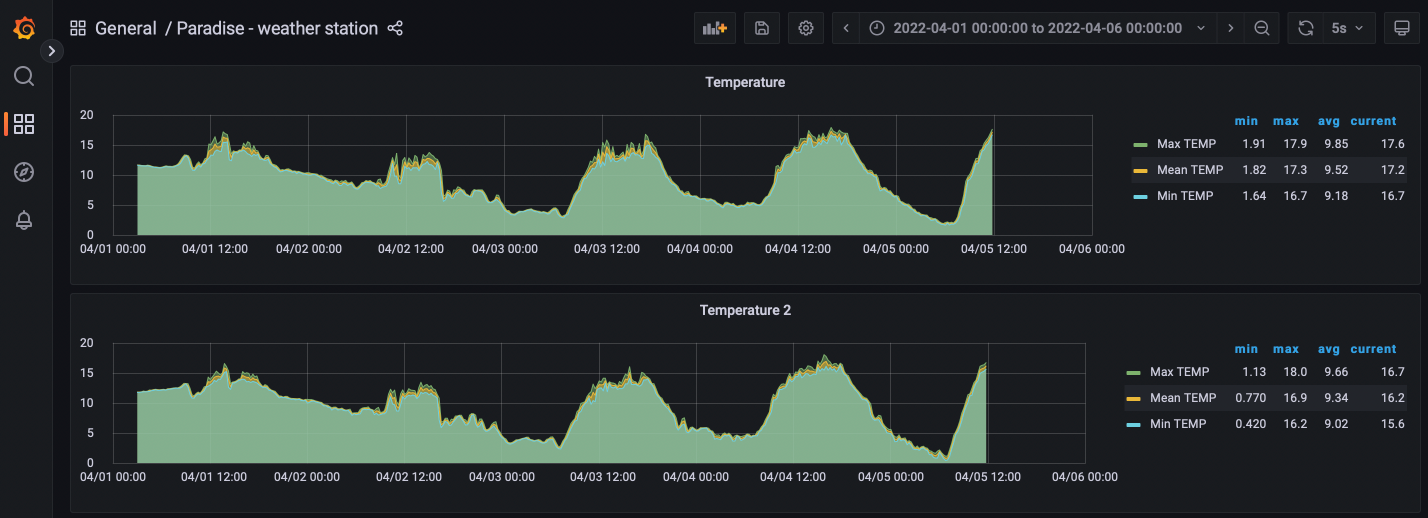 General / Paradise - weather station
2022-04-01 00:00:00 to 2022-04-06 00:00:00
5s
Temperature
20
15
10
5
0
04/01 00:00 04/01 12:00 04/02 00:00 04/02 12:00 04/03 00:00 04/03 12:00 04/04 00:00 04/04 12:00 04/05 00:00 04/05 12:00 04/06 00:00
min max avg current
Max TEMP 1.91 17.9 9.85 17.6
Mean TEMP 1.82 17.3 9.52 17.2
Min TEMP 1.64 16.7 9.18 16.7
Temperature 2
20
15
10
5
0
04/01 00:00 04/01 12:00 04/02 00:00 04/02 12:00 04/03 00:00 04/03 12:00 04/04 00:00 04/04 12:00 04/05 00:00 04/05 12:00 04/06 00:00
min max avg current
Max TEMP 1.13 18.0 9.66 16.7
Mean TEMP 0.770 16.9 9.34 16.2
Min TEMP 0.420 16.2 9.02 15.6